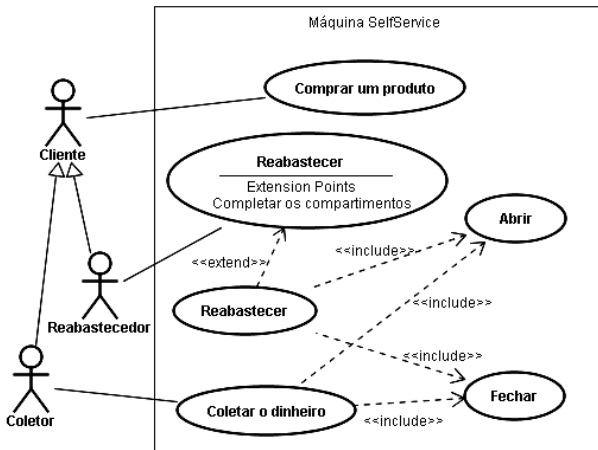 Máquina SelfService
Comprar um produto
Cliente
Reabastecer
Extension Points
Completar os compartimentos
Abrir
<<include>>
<<extend>>
<<include>>
Reabastecer
Reabastecedor
<<include>>
Fechar
Coletar o dinheiro
<<include>>
Coletor